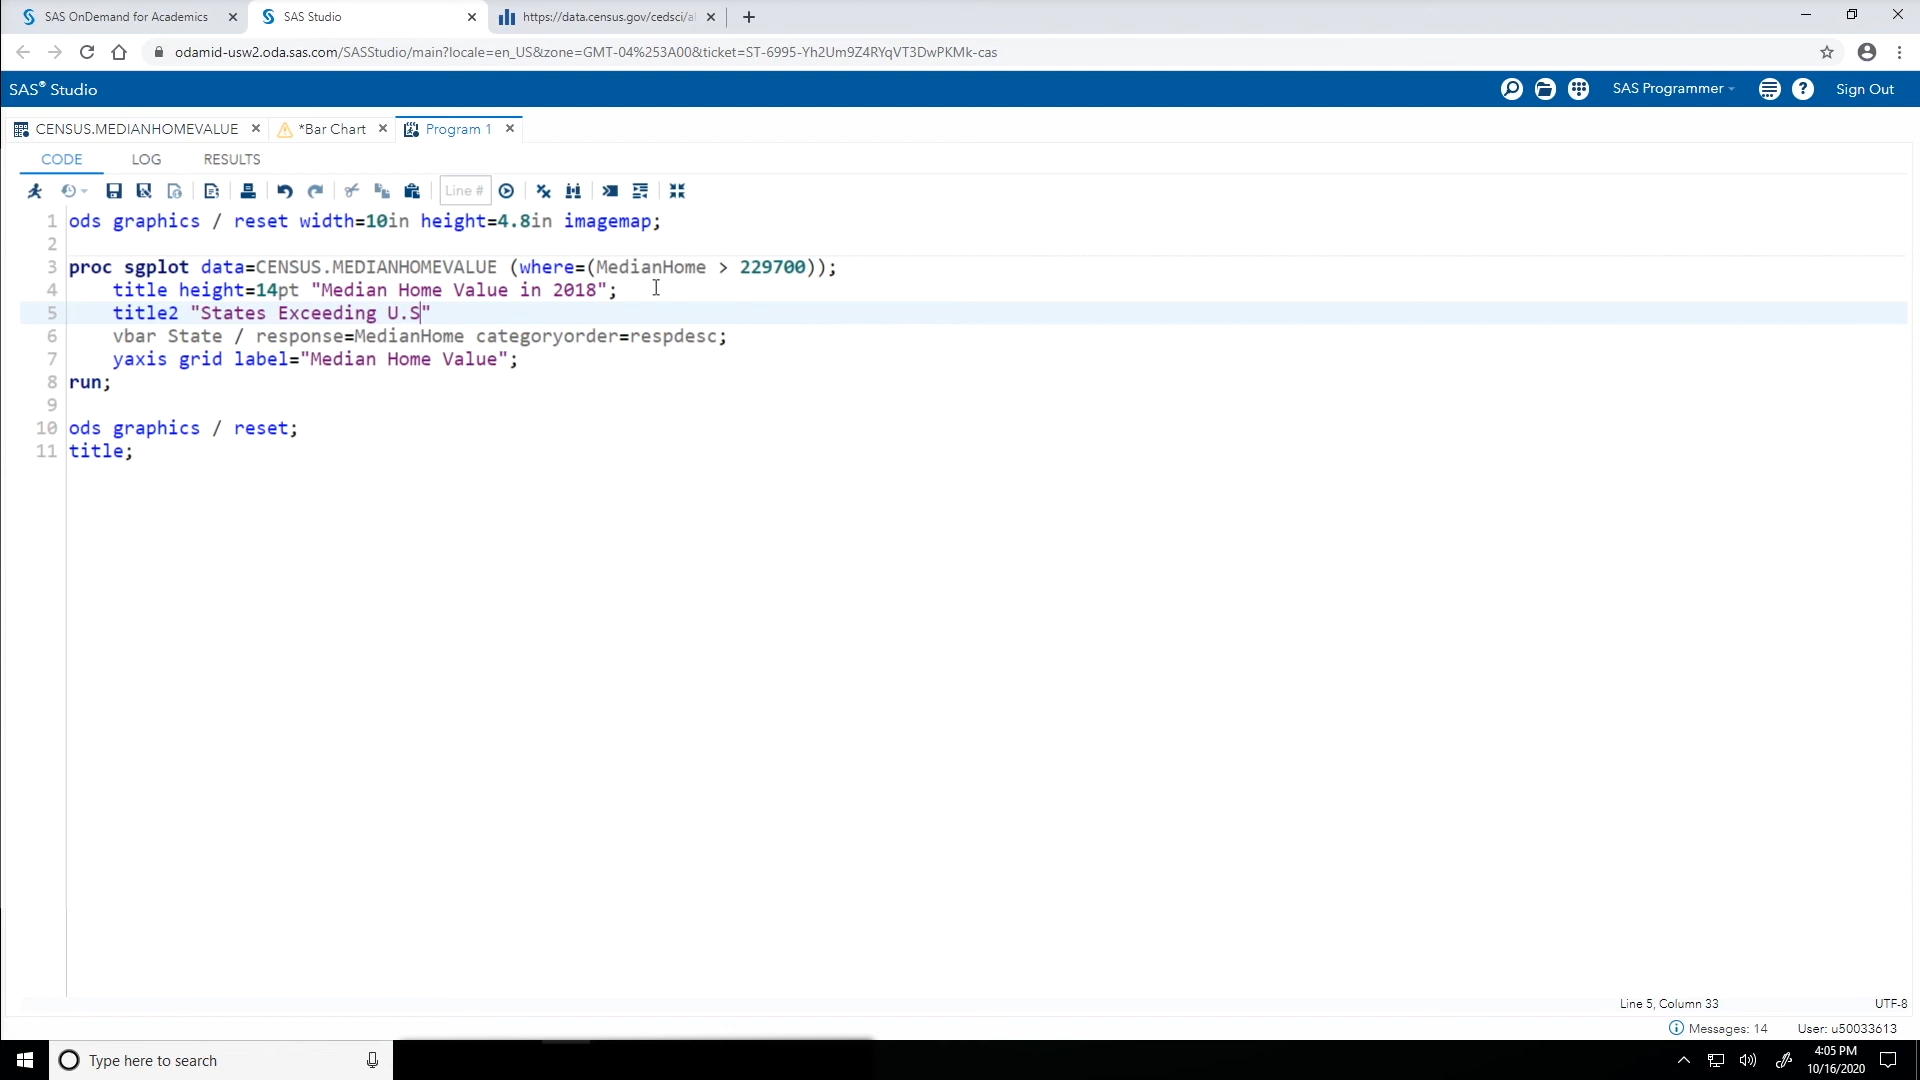 SAS OnDemand for Academics
SAS Studio
https://data.census.gov/cedsci/al
odamid-usw2.oda.sas.com/SASStudio/main?locale=en_US&zone=GMT-04%253A00&ticket=ST-6995-Yh2Um9Z4RYqVT3DwPKMk-cas
SAS® Studio
SAS Programmer
Sign Out
CENSUS.MEDIANHOMEVALUE
*Bar Chart
Program 1
CODE
LOG
RESULTS
Line #
1 ods graphics / reset width=10in height=4.8in imagemap;
2
3 proc sgplot data=CENSUS.MEDIANHOMEVALUE (where=(MedianHome > 229700));
4 title height=14pt "Median Home Value in 2018";
5 title2 "States Exceeding U.S"
6 vbar State / response=MedianHome categoryorder=respdesc;
7 yaxis grid label="Median Home Value";
8 run;
9
10 ods graphics / reset;
11 title;
Line 5, Column 33
UTF-8
Messages: 14
User: u50033613
Type here to search
4:05 PM
10/16/2020